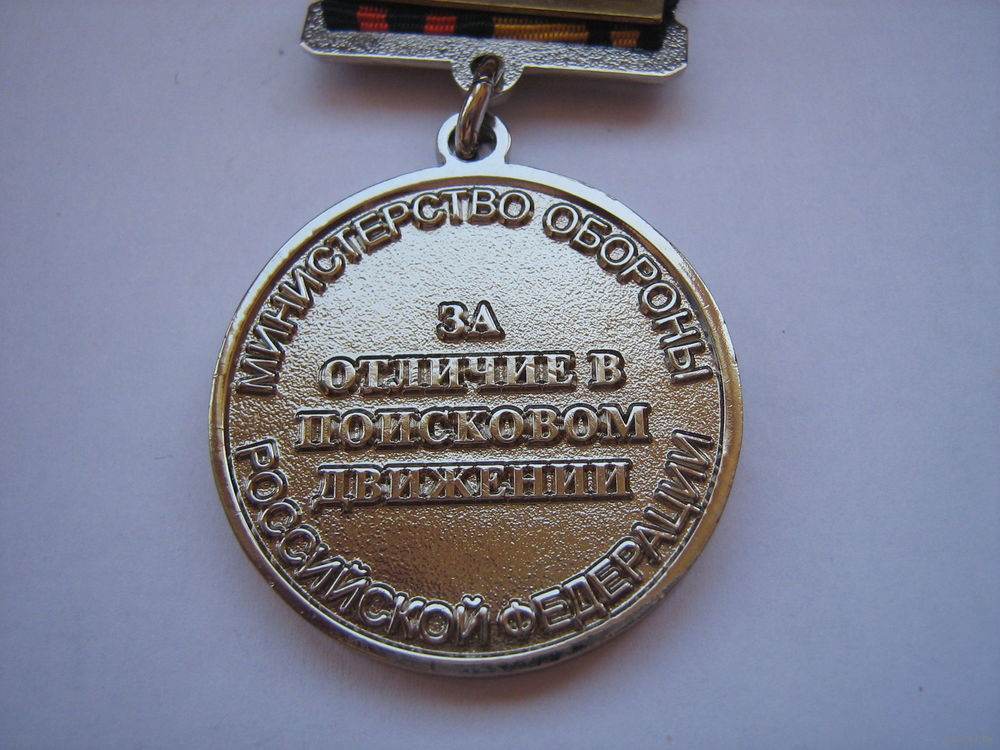 МИНИСТЕРСТВО ОБОРОНЫ
ЗА
ОТЛИЧИЕ В
ПОИСКОВОМ
ДВИЖЕНИИ
РОССИЙСКОЙ ФЕДЕРАЦИИ